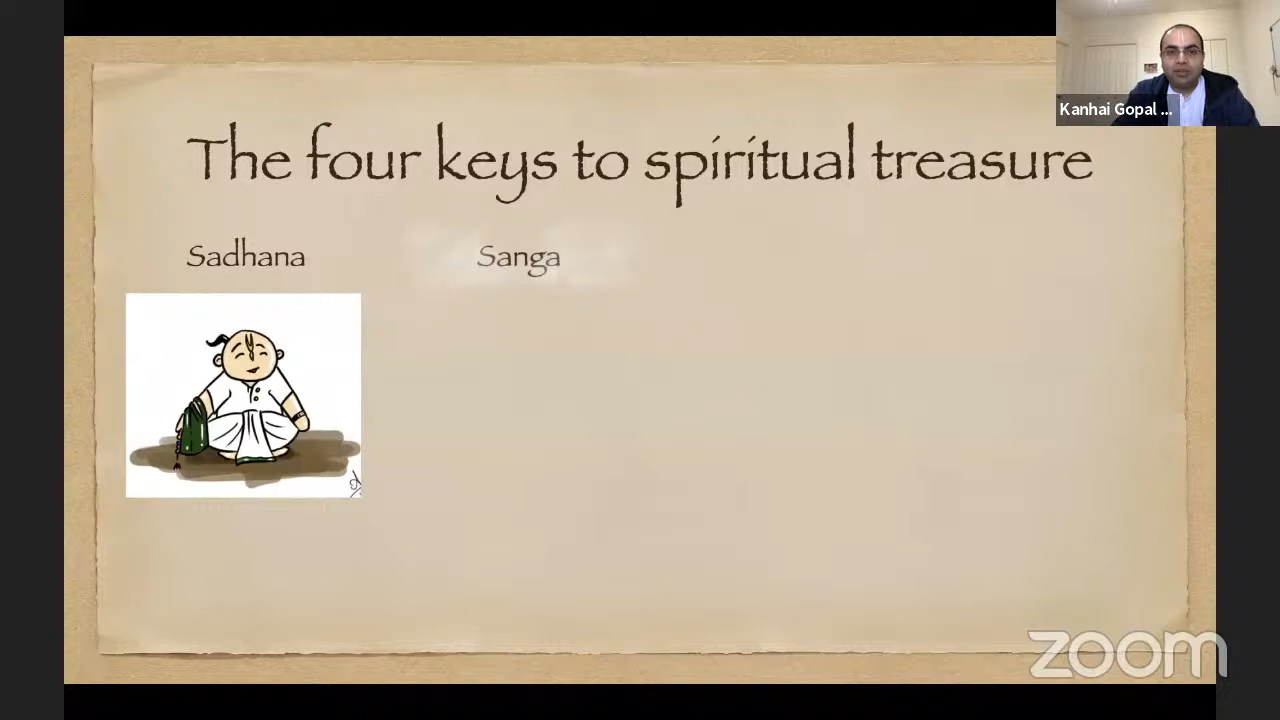 Kanhai Gopal ...
The four keys to spiritual treasure
Sadhana
Sanga
zoom